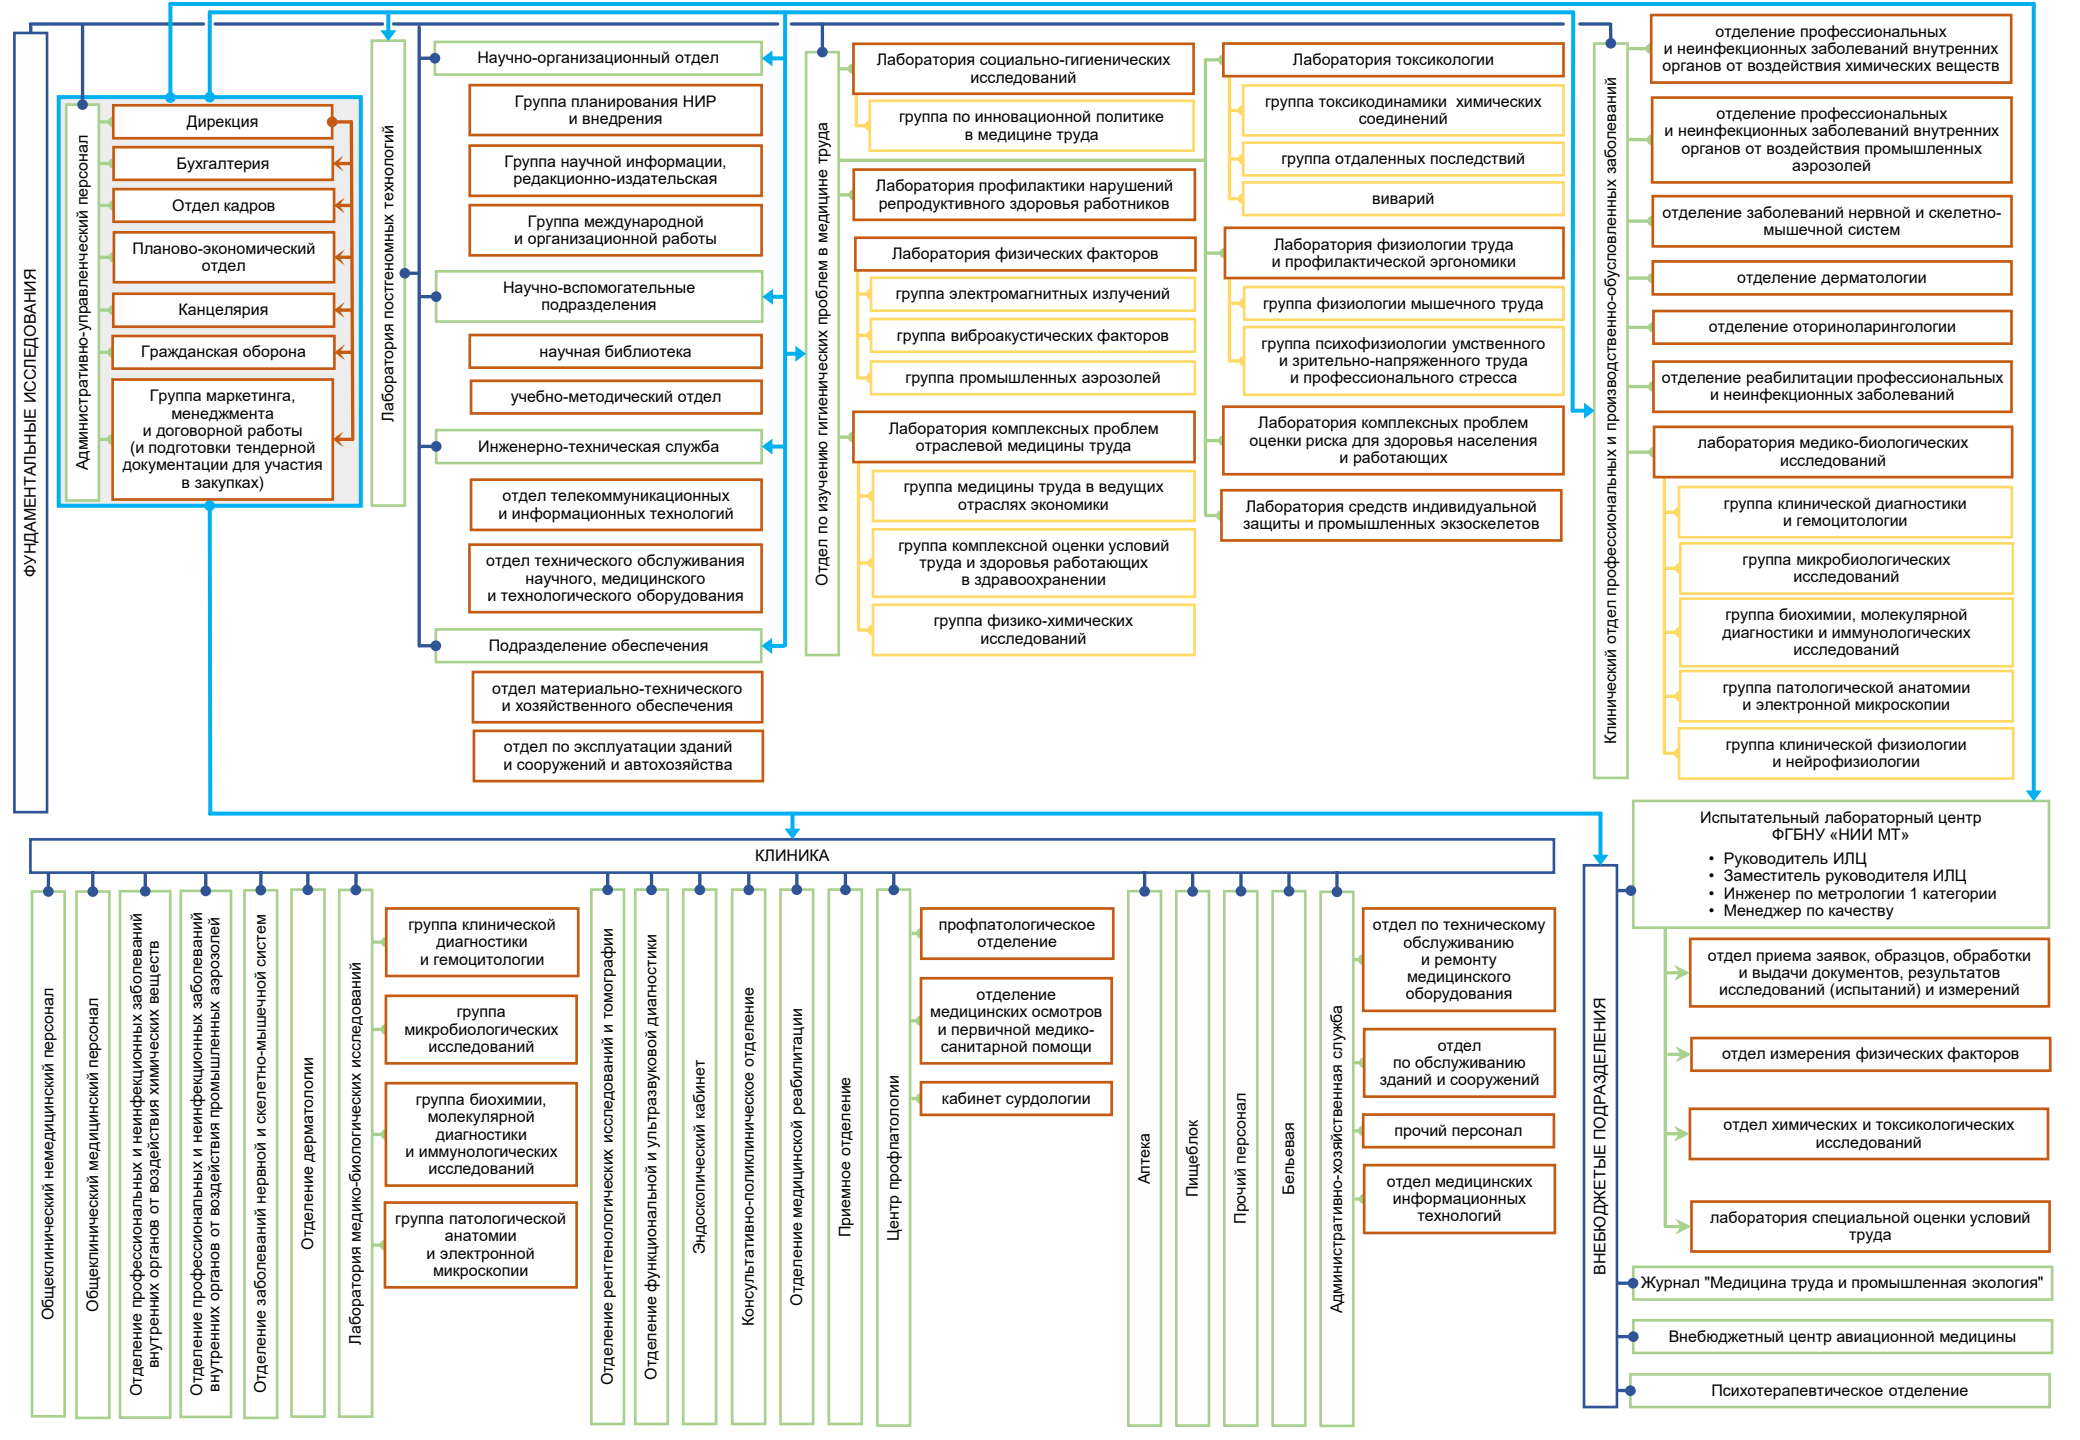 ФУНДАМЕНТАЛЬНЫЕ ИССЛЕДОВАНИЯ
Административно-управленческий персонал
Дирекция
Бухгалтерия
Отдел кадров
Планово-экономический
отдел
Канцелярия
Гражданская оборона
Группа маркетинга,
менеджмента
и договорной работы
(и подготовки тендерной
документации для участия
в закупках)
Лаборатория постгеномных технологий
Научно-организационный отдел
Группа планирования НИР
и внедрения
Группа научной информации,
редакционно-издательская
Группа международной
и организационной работы
Научно-вспомогательные
подразделения
научная библиотека
учебно-методический отдел
Инженерно-техническая служба
отдел телекоммуникационных
и информационных технологий
отдел технического обслуживания
научного, медицинского
и технологического оборудования
Подразделение обеспечения
отдел материально-технического
и хозяйственного обеспечения
отдел по эксплуатации зданий
и сооружений и автохозяйства
Отдел по изучению гигиенических проблем в медицине труда
Лаборатория социально-гигиенических
исследований
группа по инновационной политике
в медицине труда
Лаборатория профилактики нарушений
репродуктивного здоровья работников
Лаборатория физических факторов
группа электромагнитных излучений
группа виброакустических факторов
группа промышленных аэрозолей
Лаборатория комплексных проблем
отраслевой медицины труда
группа медицины труда в ведущих
отраслях экономики
группа комплексной оценки условий
труда и здоровья работающих
в здравоохранении
группа физико-химических
исследований
Лаборатория токсикологии
группа токсикодинамики химических
соединений
группа отдаленных последствий
виварий
Лаборатория физиологии труда
и профилактической эргономики
группа физиологии мышечного труда
группа психофизиологии умственного
и зрительно-напряженного труда
и профессионального стресса
Лаборатория комплексных проблем
оценки риска для здоровья населения
и работающих
Лаборатория средств индивидуальной
защиты и промышленных экзоскелетов
Клинический отдел профессиональных и производственно-обусловленных заболеваний
отделение профессиональных
и неинфекционных заболеваний внутренних
органов от воздействия химических веществ
отделение профессиональных
и неинфекционных заболеваний внутренних
органов от воздействия промышленных
аэрозолей
отделение заболеваний нервной и скелетно-
мышечной систем
отделение дерматологии
отделение оториноларингологии
отделение реабилитации профессиональных
и неинфекционных заболеваний
лаборатория медико-биологических
исследований
группа клинической диагностики
и гемоцитологии
группа микробиологических
исследований
группа биохимии, молекулярной
диагностики и иммунологических
исследований
группа патологической анатомии
и электронной микроскопии
группа клинической физиологии
и нейрофизиологии
КЛИНИКА
Общеклинический немедицинский персонал
Общеклинический медицинский персонал
Отделение профессиональных и неинфекционных заболеваний
внутренних органов от воздействия химических веществ
Отделение профессиональных и неинфекционных заболеваний
внутренних органов от воздействия промышленных аэрозолей
Отделение заболеваний нервной и скелетно-мышечной систем
Отделение дерматологии
Лаборатория медико-биологических исследований
группа клинической
диагностики
и гемоцитологии
группа
микробиологических
исследований
группа биохимии,
молекулярной
диагностики
и иммунологических
исследований
группа патологической
анатомии
и электронной
микроскопии
Отделение рентгенологических исследований и томографии
Отделение функциональной и ультразвуковой диагностики
Эндоскопический кабинет
Консультативно-поликлиническое отделение
Отделение медицинской реабилитации
Приемное отделение
Центр профпатологии
профпатологическое
отделение
отделение
медицинских осмотров
и первичной медико-
санитарной помощи
кабинет сурдологии
Аптека
Пищеблок
Прочий персонал
Бельевая
Административно-хозяйственная служба
отдел по техническому
обслуживанию
и ремонту
медицинского
оборудования
отдел
по обслуживанию
зданий и сооружений
прочий персонал
отдел медицинских
информационных
технологий
ВНЕБЮДЖЕТЫЕ ПОДРАЗДЕЛЕНИЯ
Испытательный лабораторный центр
ФГБНУ «НИИ МТ»
• Руководитель ИЛЦ
• Заместитель руководителя ИЛЦ
• Инженер по метрологии 1 категории
• Менеджер по качеству
отдел приема заявок, образцов, обработки
и выдачи документов, результатов
исследований (испытаний) и измерений
отдел измерения физических факторов
отдел химических и токсикологических
исследований
лаборатория специальной оценки условий
труда
Журнал "Медицина труда и промышленная экология"
Внебюджетный центр авиационной медицины
Психотерапевтическое отделение